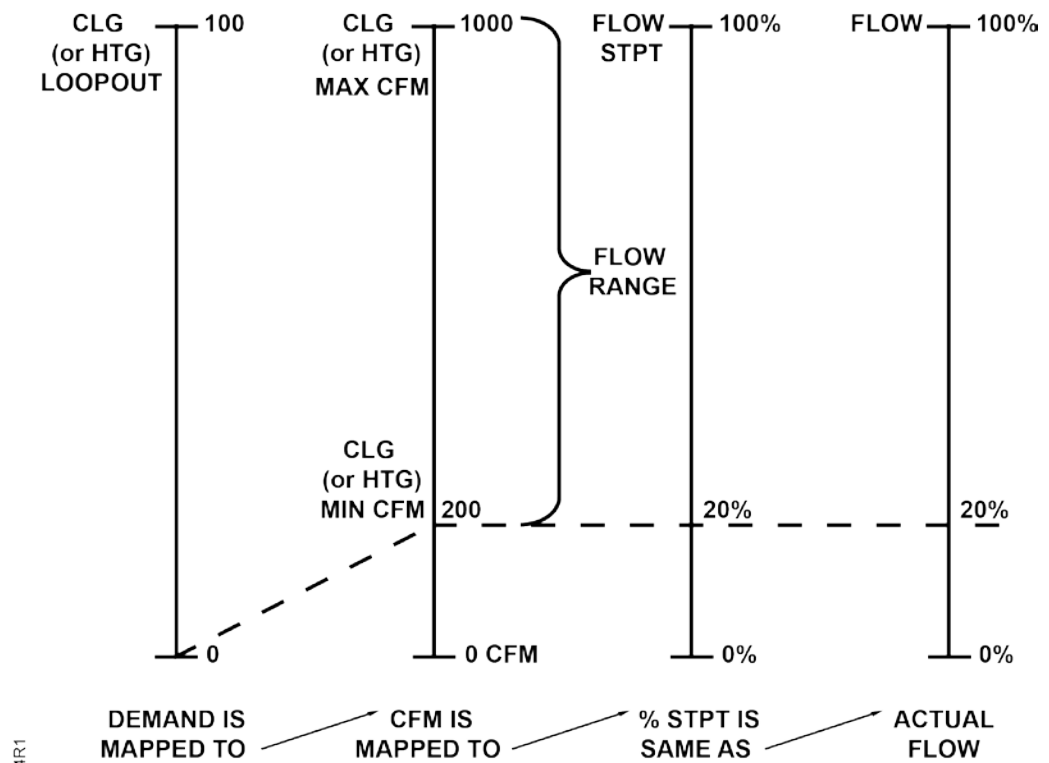 CLG
(or HTG)
LOOPOUT
100
0
CLG
(or HTG)
MAX CFM
1000
CLG
(or HTG)
MIN CFM
200
0 CFM
FLOW
RANGE
FLOW
STPT
100%
20%
0%
FLOW
100%
20%
0%
DEMAND IS
MAPPED TO
CFM IS
MAPPED TO
% STPT IS
SAME AS
ACTUAL
FLOW